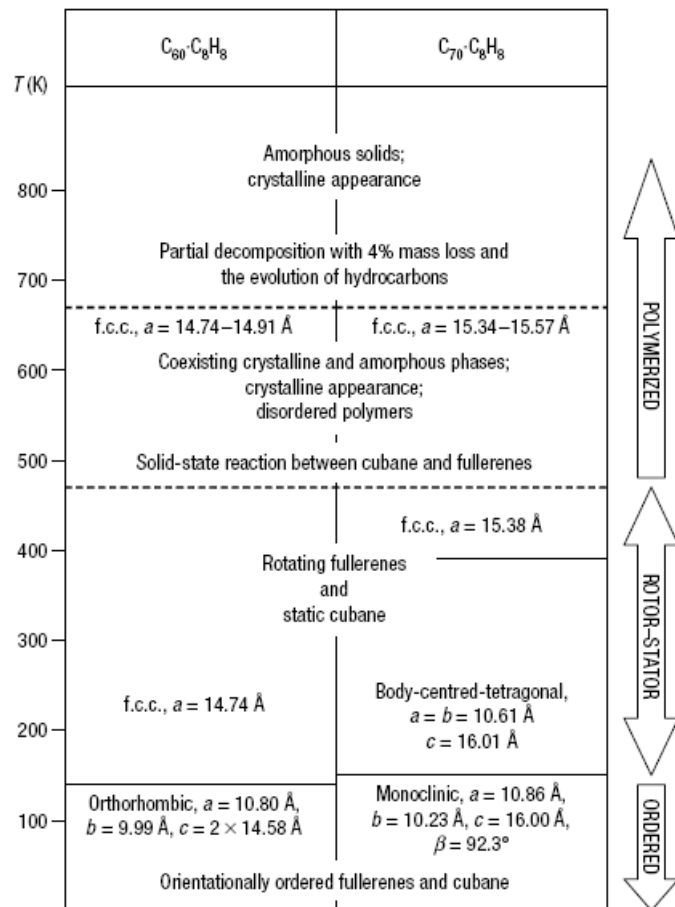 C₆₀·C₈H₈
C₇₀·C₈H₈
T (K)
Amorphous solids;
crystalline appearance
800
Partial decomposition with 4% mass loss and
the evolution of hydrocarbons
700
f.c.c., a = 14.74–14.91 Å
f.c.c., a = 15.34–15.57 Å
Coexisting crystalline and amorphous phases;
crystalline appearance;
disordered polymers
600
Solid-state reaction between cubane and fullerenes
500
POLYMERIZED
f.c.c., a = 15.38 Å
400
Rotating fullerenes
and
static cubane
300
f.c.c., a = 14.74 Å
Body-centred-tetragonal,
a = b = 10.61 Å
c = 16.01 Å
200
ROTOR–STATOR
Orthorhombic, a = 10.80 Å,
b = 9.99 Å, c = 2 × 14.58 Å
Monoclinic, a = 10.86 Å,
b = 10.23 Å, c = 16.00 Å,
β = 92.3°
100
Orientationally ordered fullerenes and cubane
ORDERED